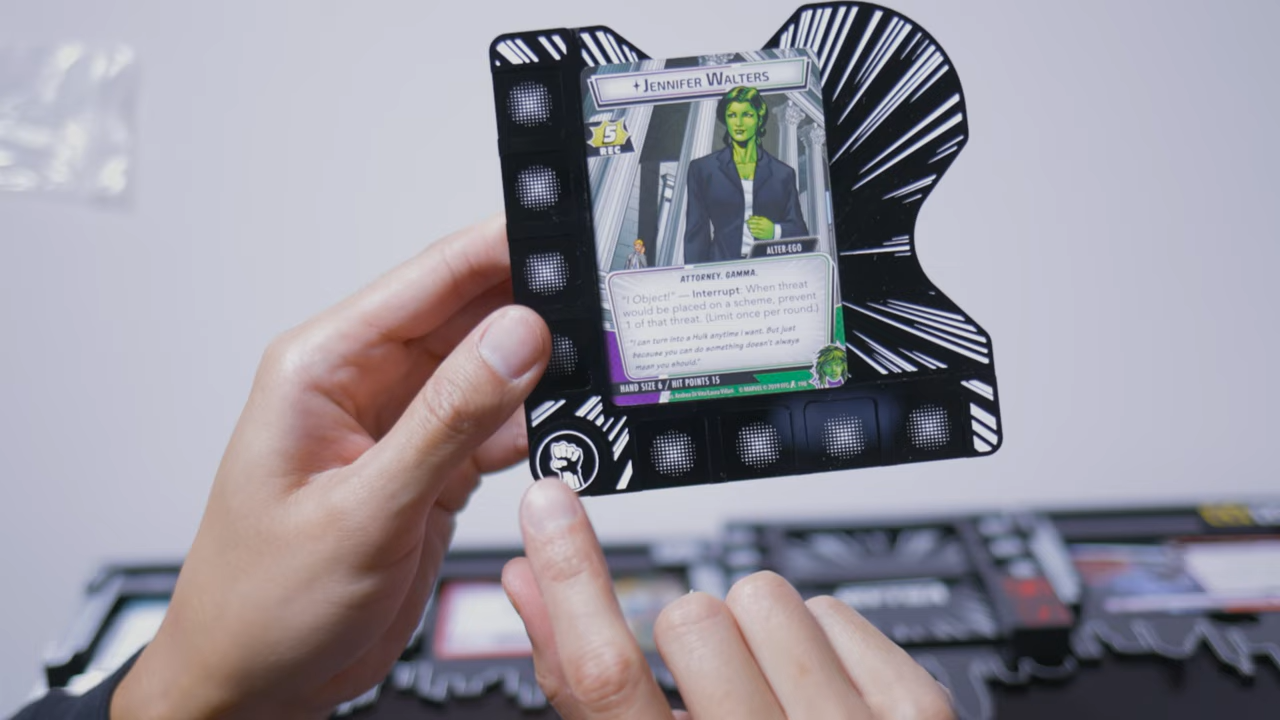 JENNIFER WALTERS
5
REC
ALTER-EGO
ATTORNEY. GAMMA.
"I Object!" — Interrupt: When threat
would be placed on a scheme, prevent
1 of that threat. (Limit once per round.)
"I can turn into a Hulk anytime I want. But just
because you can do something doesn't always
mean you should."
HAND SIZE 6 / HIT POINTS 15